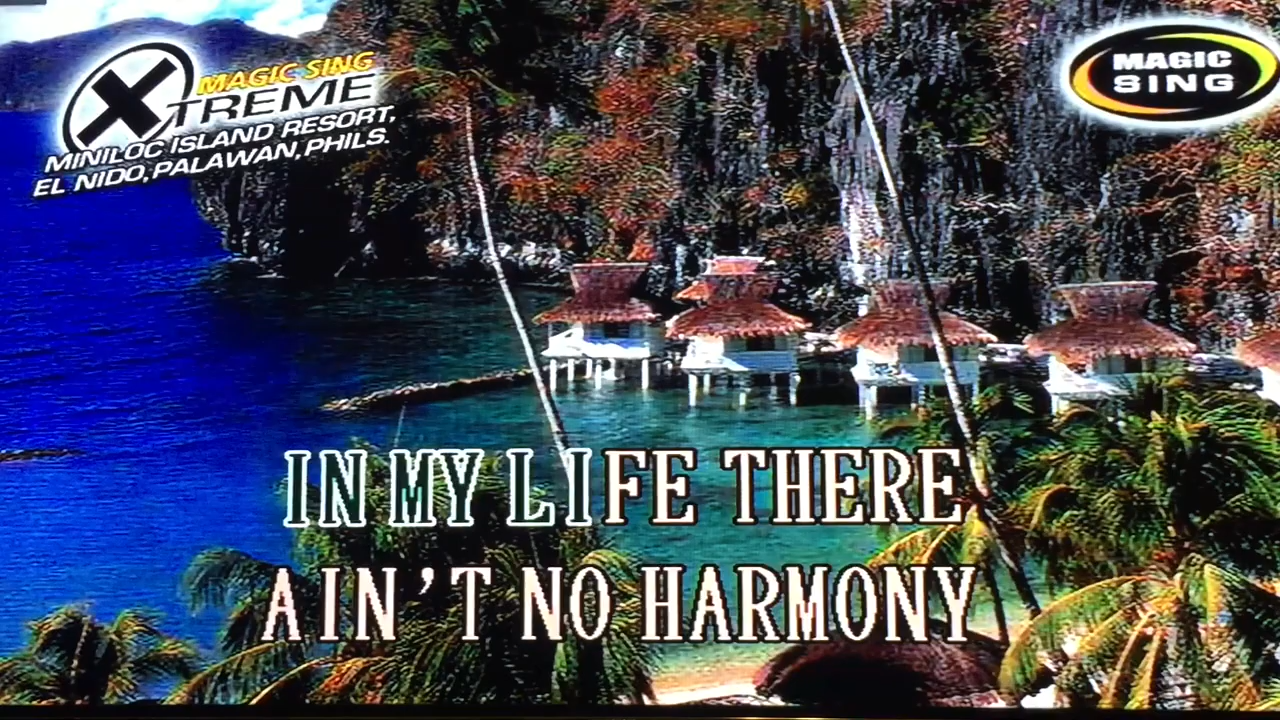 MAGIC SING
XTREME
MINILOC ISLAND RESORT,
EL NIDO, PALAWAN, PHILS.
MAGIC
SING
IN MY LIFE THERE
AIN'T NO HARMONY